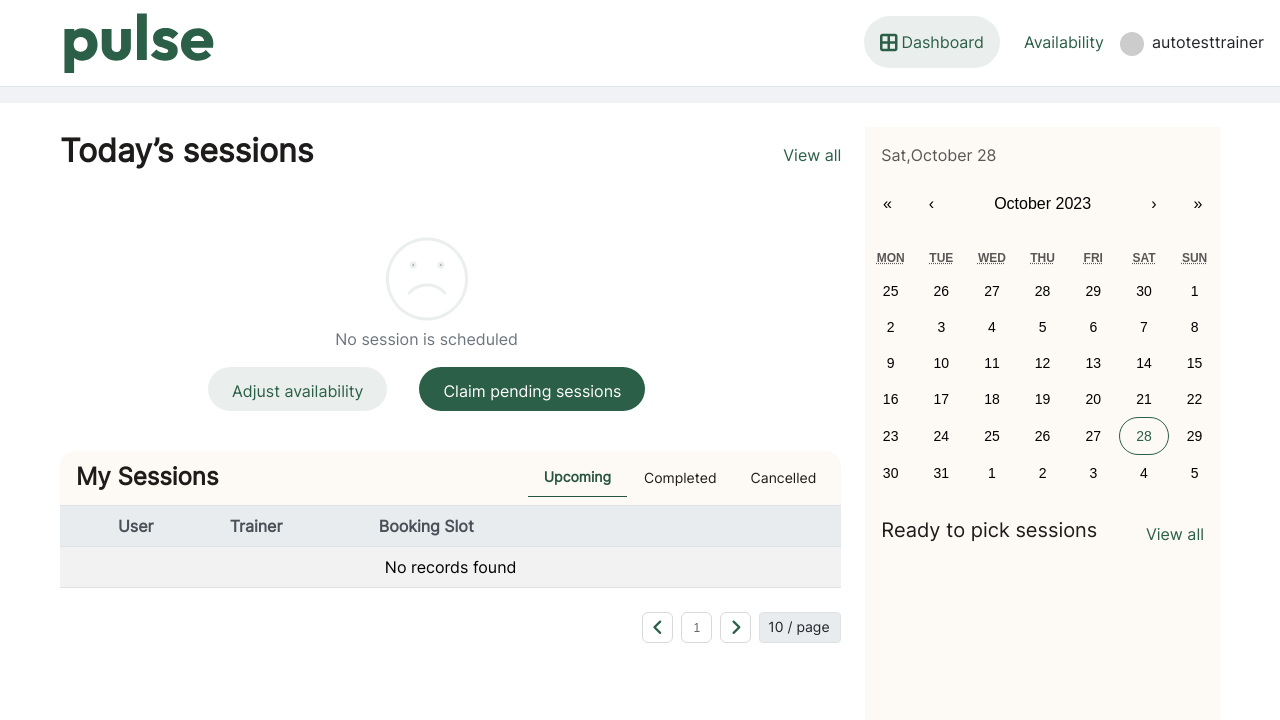 pulse
Dashboard
Availability
autotesttrainer
Today’s sessions
View all
No session is scheduled
Adjust availability
Claim pending sessions
My Sessions
Upcoming
Completed
Cancelled
User Trainer Booking Slot
No records found
1
10 / page
Sat,October 28
« ‹ October 2023 › »
MON TUE WED THU FRI SAT SUN
25 26 27 28 29 30 1
2 3 4 5 6 7 8
9 10 11 12 13 14 15
16 17 18 19 20 21 22
23 24 25 26 27 28 29
30 31 1 2 3 4 5
Ready to pick sessions
View all